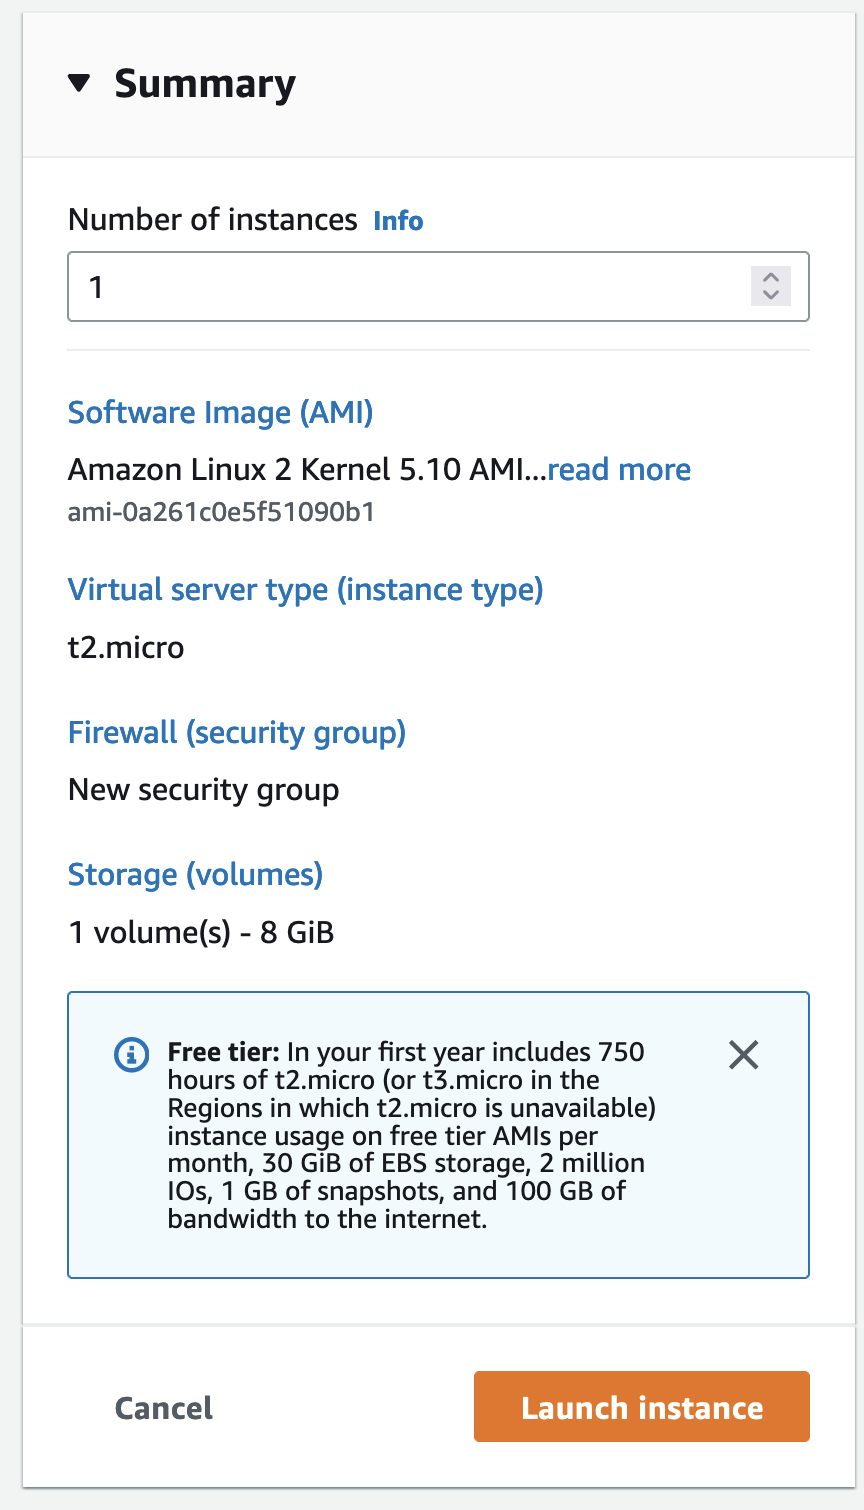 Summary
Number of instances Info
1
Software Image (AMI)
Amazon Linux 2 Kernel 5.10 AMI...read more
ami-0a261c0e5f51090b1
Virtual server type (instance type)
t2.micro
Firewall (security group)
New security group
Storage (volumes)
1 volume(s) - 8 GiB
Free tier: In your first year includes 750
hours of t2.micro (or t3.micro in the
Regions in which t2.micro is unavailable)
instance usage on free tier AMIs per
month, 30 GiB of EBS storage, 2 million
IOs, 1 GB of snapshots, and 100 GB of
bandwidth to the internet.
Cancel
Launch instance